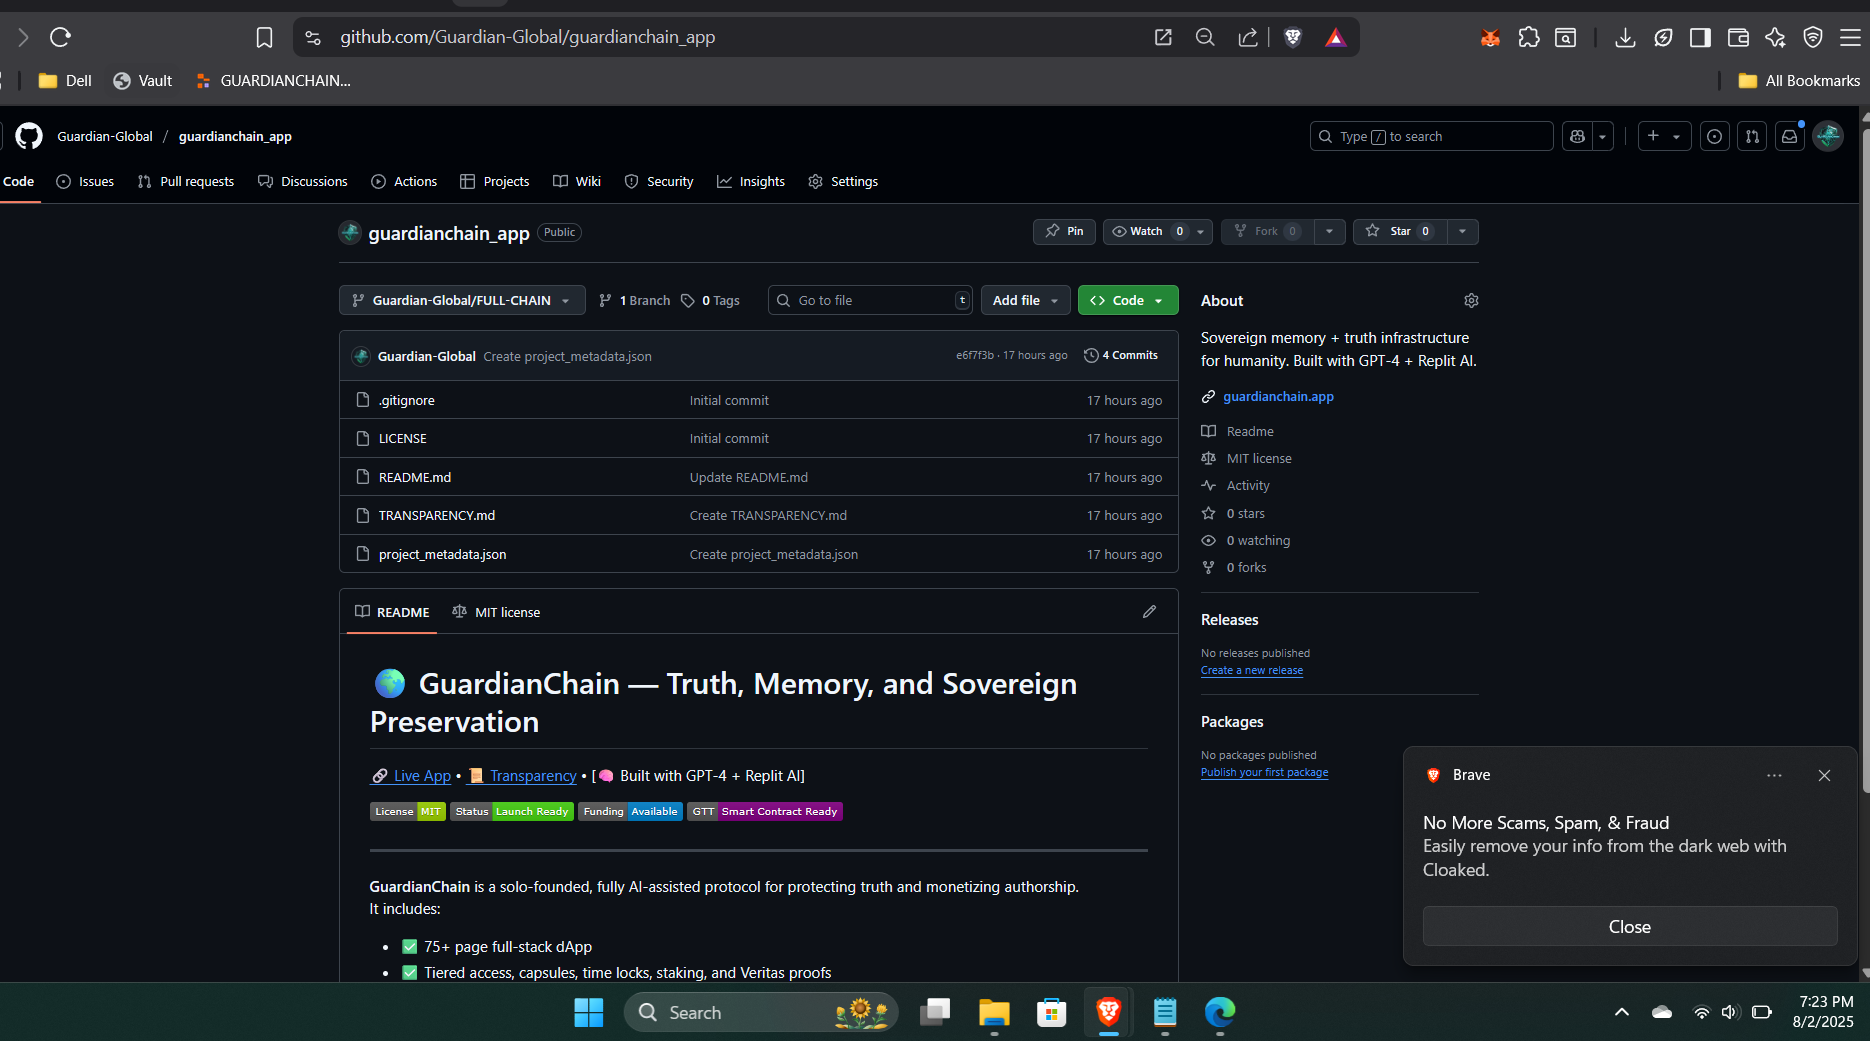 github.com/Guardian-Global/guardianchain_app
Dell
Vault
GUARDIANCHAIN...
All Bookmarks
Guardian-Global / guardianchain_app
Type / to search
Code
Issues
Pull requests
Discussions
Actions
Projects
Wiki
Security
Insights
Settings
guardianchain_app Public
Pin
Watch 0
Fork 0
Star 0
Guardian-Global/FULL-CHAIN
1 Branch
0 Tags
Go to file t
Add file
Code
Guardian-Global Create project_metadata.json e6f7f3b · 17 hours ago 4 Commits
.gitignore Initial commit 17 hours ago
LICENSE Initial commit 17 hours ago
README.md Update README.md 17 hours ago
TRANSPARENCY.md Create TRANSPARENCY.md 17 hours ago
project_metadata.json Create project_metadata.json 17 hours ago
README
MIT license
🌍 GuardianChain — Truth, Memory, and Sovereign
Preservation
🔗 Live App • 📜 Transparency • [🧠 Built with GPT-4 + Replit AI]
License MIT Status Launch Ready Funding Available GTT Smart Contract Ready
GuardianChain is a solo-founded, fully AI-assisted protocol for protecting truth and monetizing authorship.
It includes:
• ✅ 75+ page full-stack dApp
• ✅ Tiered access, capsules, time locks, staking, and Veritas proofs
About
Sovereign memory + truth infrastructure
for humanity. Built with GPT-4 + Replit AI.
guardianchain.app
Readme
MIT license
Activity
0 stars
0 watching
0 forks
Releases
No releases published
Create a new release
Packages
No packages published
Publish your first package
Brave
No More Scams, Spam, & Fraud
Easily remove your info from the dark web with
Cloaked.
Close
Search
7:23 PM
8/2/2025